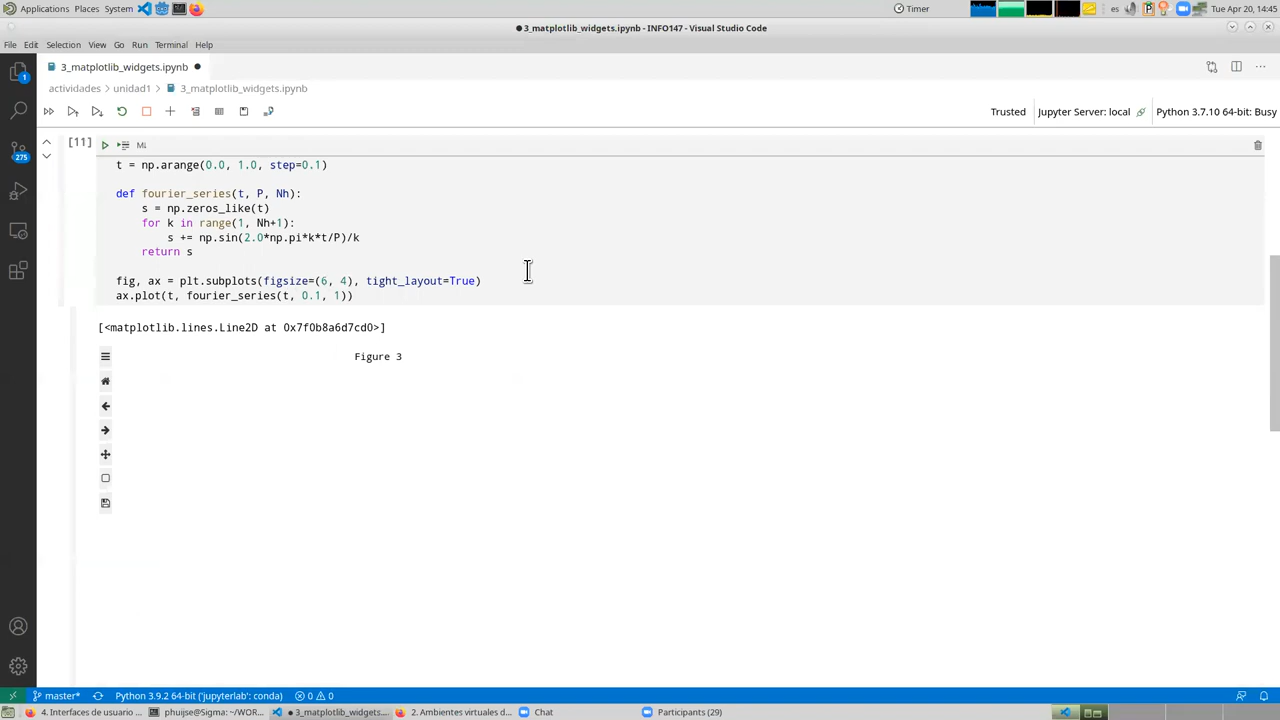 Applications Places System Timer es Tue Apr 20, 14:45
● 3_matplotlib_widgets.ipynb - INFO147 - Visual Studio Code
File Edit Selection View Go Run Terminal Help
1 3_matplotlib_widgets.ipynb ●
actividades > unidad1 > 3_matplotlib_widgets.ipynb
Trusted Jupyter Server: local Python 3.7.10 64-bit: Busy
[11]
M↓
275
t = np.arange(0.0, 1.0, step=0.1)
def fourier_series(t, P, Nh):
s = np.zeros_like(t)
for k in range(1, Nh+1):
s += np.sin(2.0*np.pi*k*t/P)/k
return s
fig, ax = plt.subplots(figsize=(6, 4), tight_layout=True)
ax.plot(t, fourier_series(t, 0.1, 1))
[<matplotlib.lines.Line2D at 0x7f0b8a6d7cd0>]
Figure 3
master* Python 3.9.2 64-bit ('jupyterlab': conda) 0 0
4. Interfaces de usuario ... phuijse@Sigma: ~/WOR... ● 3_matplotlib_widgets.... 2. Ambientes virtuales d... Chat Participants (29)